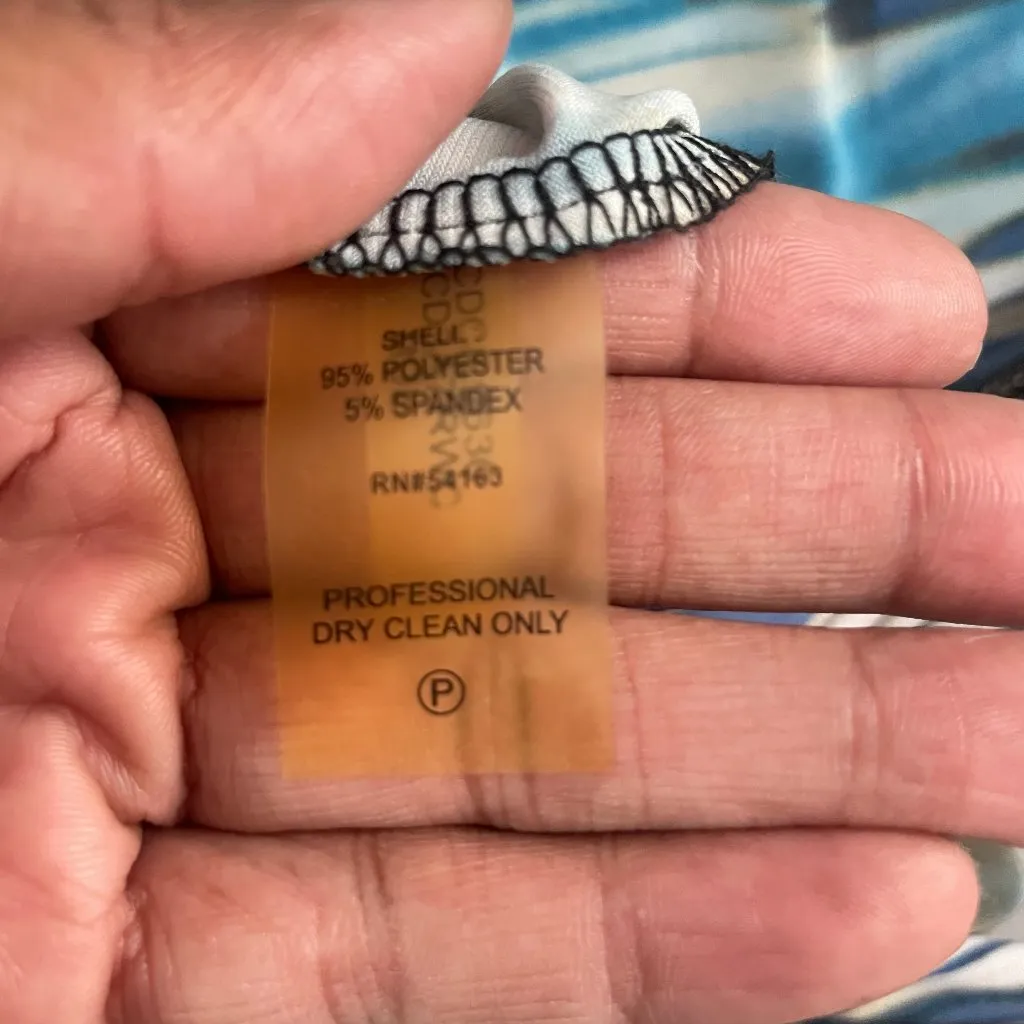 SHELL
95% POLYESTER
5% SPANDEX
RN#54163
PROFESSIONAL
DRY CLEAN ONLY
P